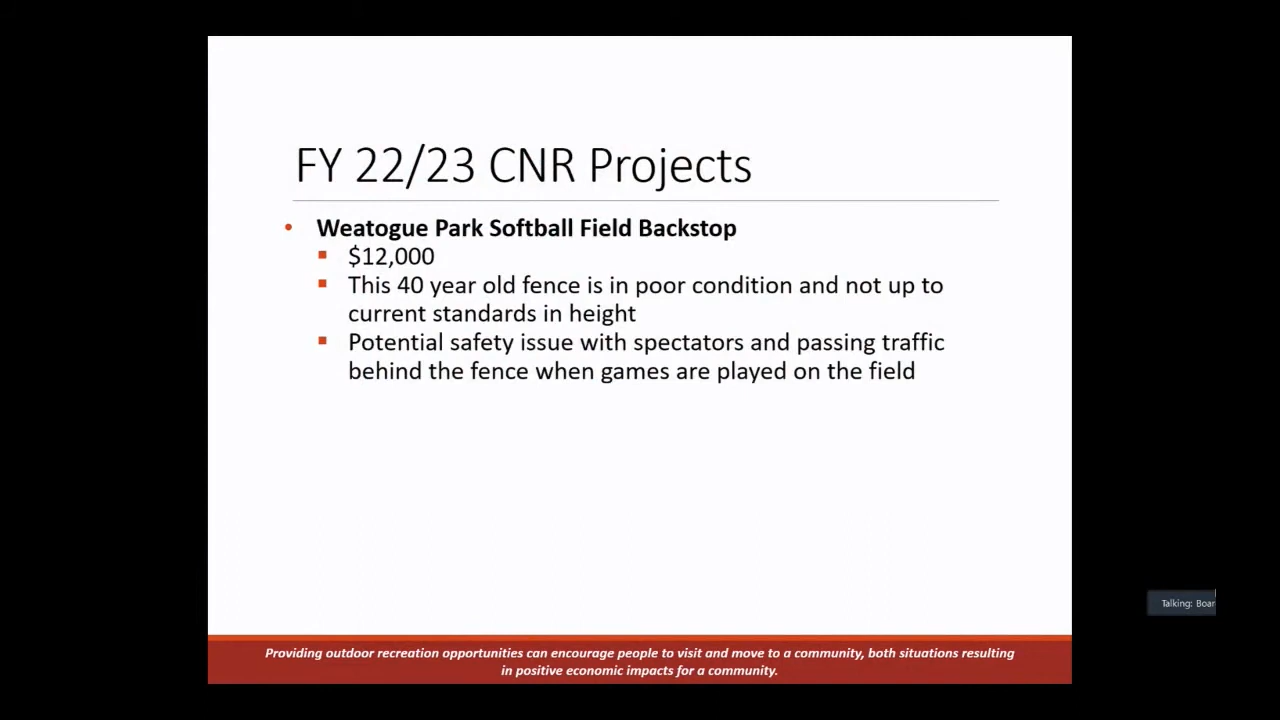 FY 22/23 CNR Projects
• Weatogue Park Softball Field Backstop
▪ $12,000
▪ This 40 year old fence is in poor condition and not up to
current standards in height
▪ Potential safety issue with spectators and passing traffic
behind the fence when games are played on the field
Talking: Boar
Providing outdoor recreation opportunities can encourage people to visit and move to a community, both situations resulting
in positive economic impacts for a community.